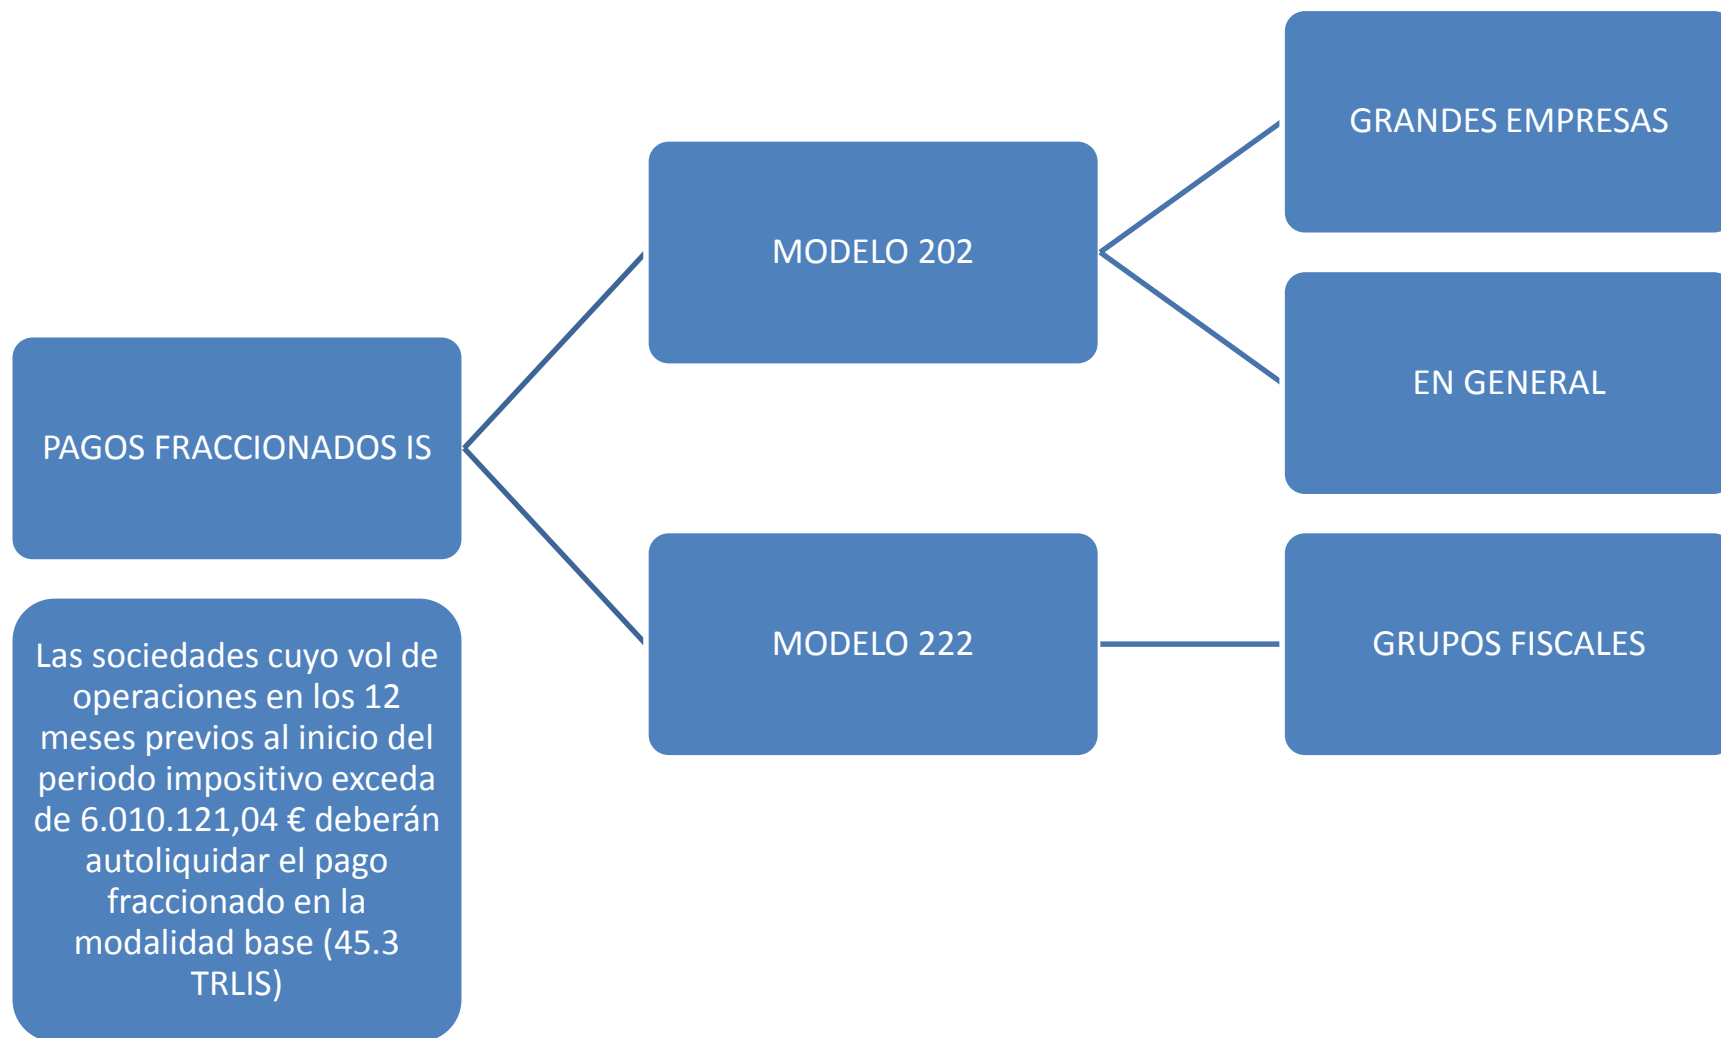 GRANDES EMPRESAS
MODELO 202
EN GENERAL
PAGOS FRACCIONADOS IS
MODELO 222
GRUPOS FISCALES
Las sociedades cuyo vol de
operaciones en los 12
meses previos al inicio del
periodo impositivo exceda
de 6.010.121,04 € deberán
autoliquidar el pago
fraccionado en la
modalidad base (45.3
TRLIS)